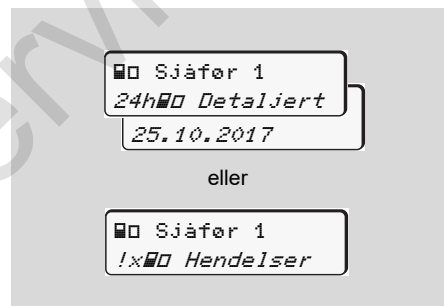 Sjåfør 1
24h Detaljert
25.10.2017
eller
Sjåfør 1
!x Hendelser